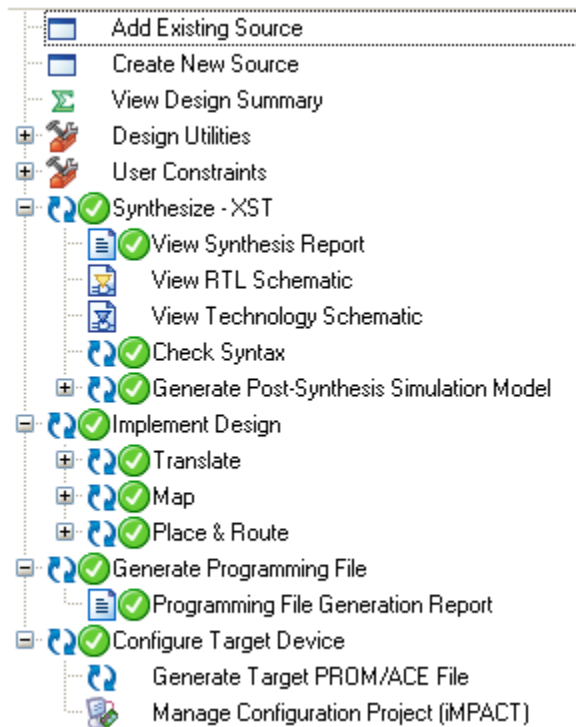 Add Existing Source
Create New Source
View Design Summary
Design Utilities
User Constraints
Synthesize - XST
View Synthesis Report
View RTL Schematic
View Technology Schematic
Check Syntax
Generate Post-Synthesis Simulation Model
Implement Design
Translate
Map
Place & Route
Generate Programming File
Programming File Generation Report
Configure Target Device
Generate Target PROM/ACE File
Manage Configuration Project (iMPACT)